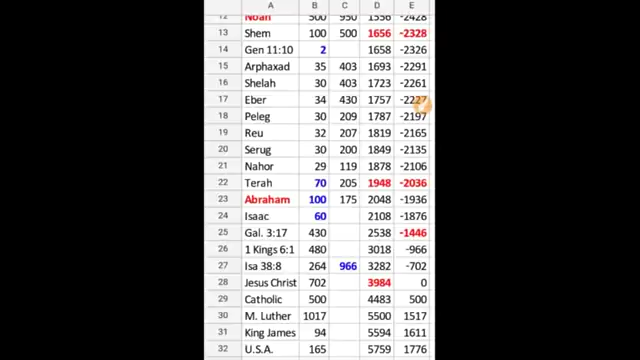 A B C D E
12 Noah 500 950 1556 -2428
13 Shem 100 500 1656 -2328
14 Gen 11:10 2 1658 -2326
15 Arphaxad 35 403 1693 -2291
16 Shelah 30 403 1723 -2261
17 Eber 34 430 1757 -2227
18 Peleg 30 209 1787 -2197
19 Reu 32 207 1819 -2165
20 Serug 30 200 1849 -2135
21 Nahor 29 119 1878 -2106
22 Terah 70 205 1948 -2036
23 Abraham 100 175 2048 -1936
24 Isaac 60 2108 -1876
25 Gal. 3:17 430 2538 -1446
26 1 Kings 6:1 480 3018 -966
27 Isa 38:8 264 966 3282 -702
28 Jesus Christ 702 3984 0
29 Catholic 500 4483 500
30 M. Luther 1017 5500 1517
31 King James 94 5594 1611
32 U.S.A. 165 5759 1776